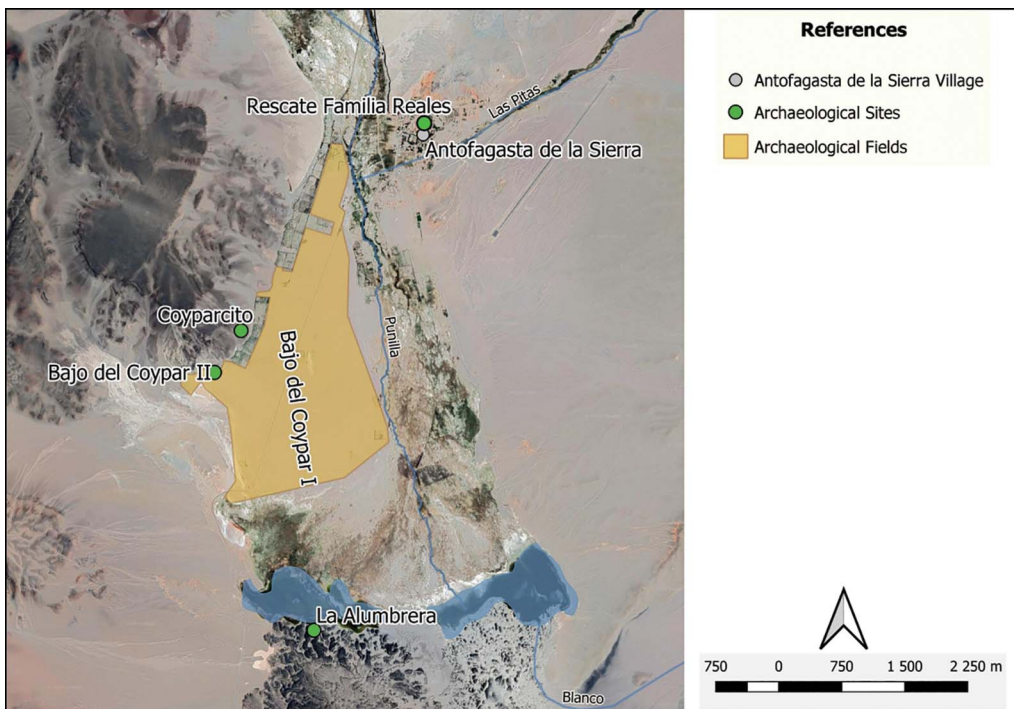 References
Antofagasta de la Sierra Village
Archaeological Sites
Archaeological Fields
Las Pitas
Rescate Familia Reales
Antofagasta de la Sierra
Coyparcito
Punilla
Bajo del Coypar II
Bajo del Coypar I
La Alumbrera
Blanco
750 0 750 1 500 2 250 m